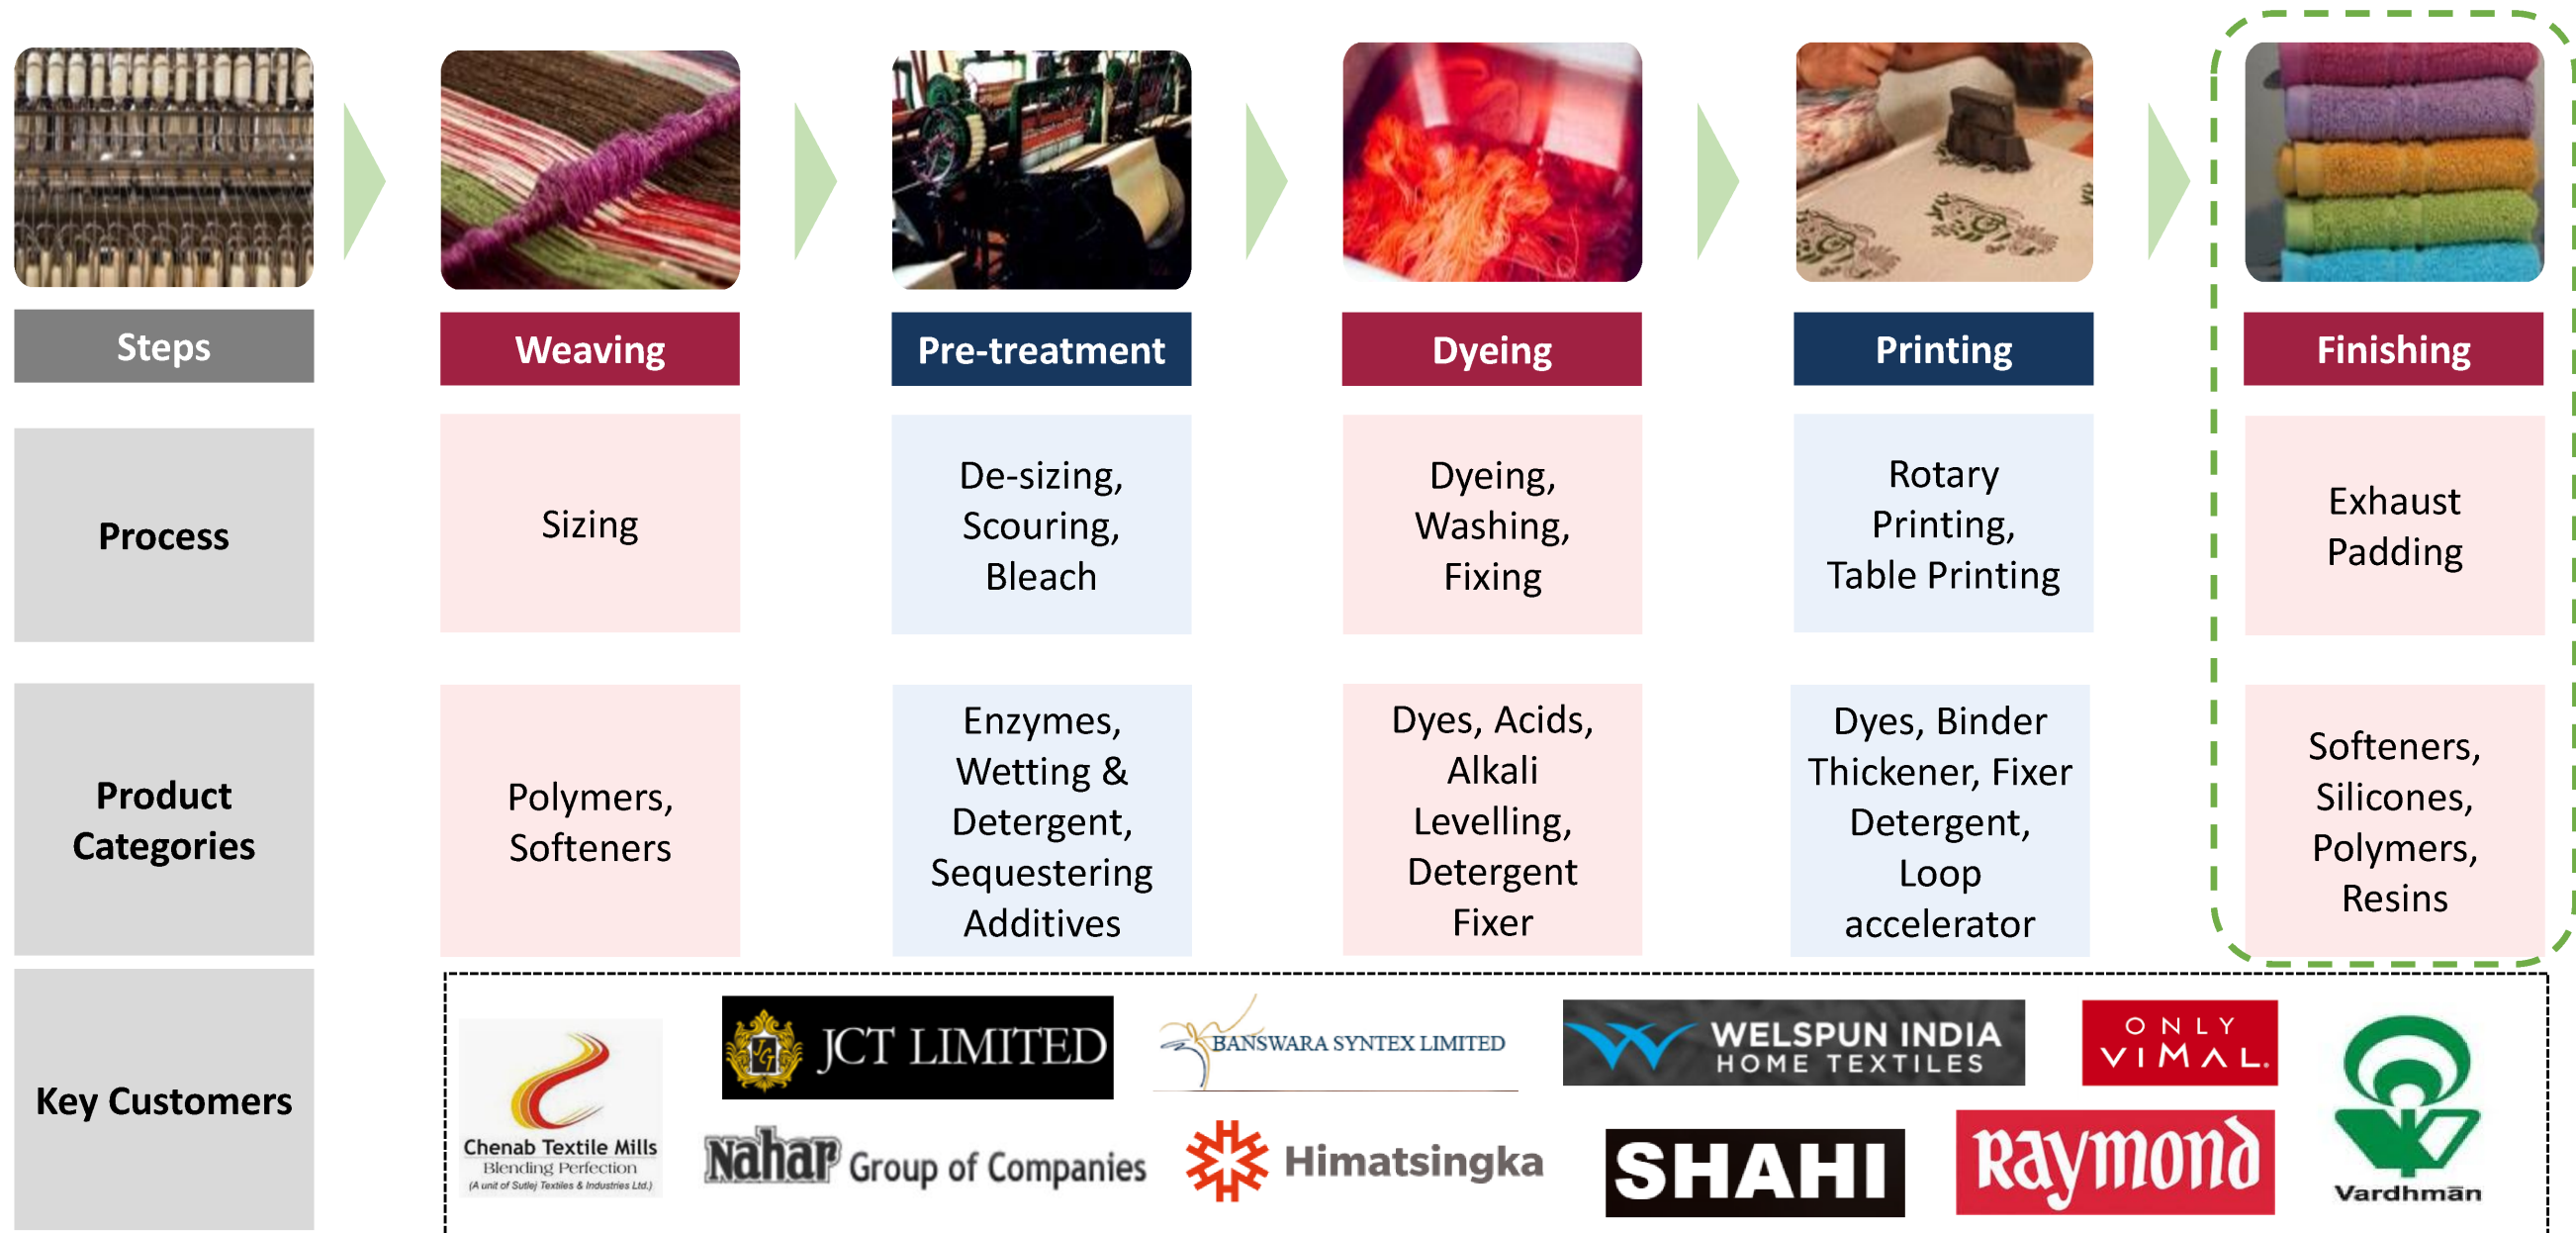 Steps
Weaving
Pre-treatment
Dyeing
Printing
Finishing
Process
Sizing
De-sizing,
Scouring,
Bleach
Dyeing,
Washing,
Fixing
Rotary
Printing,
Table Printing
Exhaust
Padding
Product
Categories
Polymers,
Softeners
Enzymes,
Wetting &
Detergent,
Sequestering
Additives
Dyes, Acids,
Alkali
Levelling,
Detergent
Fixer
Dyes, Binder
Thickener, Fixer
Detergent,
Loop
accelerator
Softeners,
Silicones,
Polymers,
Resins
Key Customers
Chenab Textile Mills
Blending Perfection
(A unit of Sutlej Textiles & Industries Ltd.)
JCT
JCT LIMITED
BANSWARA SYNTEX LIMITED
WELSPUN INDIA
HOME TEXTILES
ONLY
VIMAL.
Nahar Group of Companies
Himatsingka
SHAHI
Raymond
Vardhmān